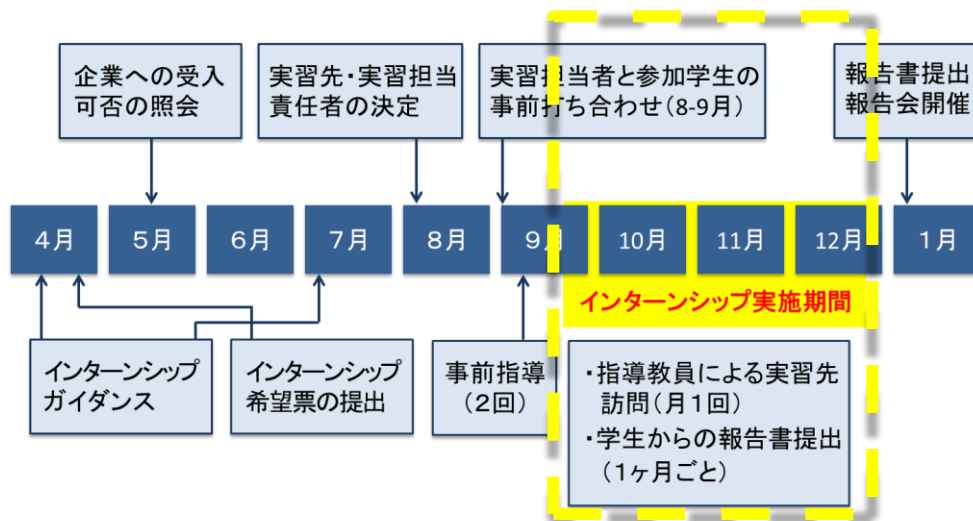 企業への受入
可否の照会
実習先・実習担当
責任者の決定
実習担当者と参加学生の
事前打ち合わせ(8-9月)
報告書提出
報告会開催
4月
5月
6月
7月
8月
9月
10月
11月
12月
1月
インターンシップ実施期間
インターンシップ
ガイダンス
インターンシップ
希望票の提出
事前指導
(2回)
・指導教員による実習先
訪問(月1回)
・学生からの報告書提出
(1ヶ月ごと)